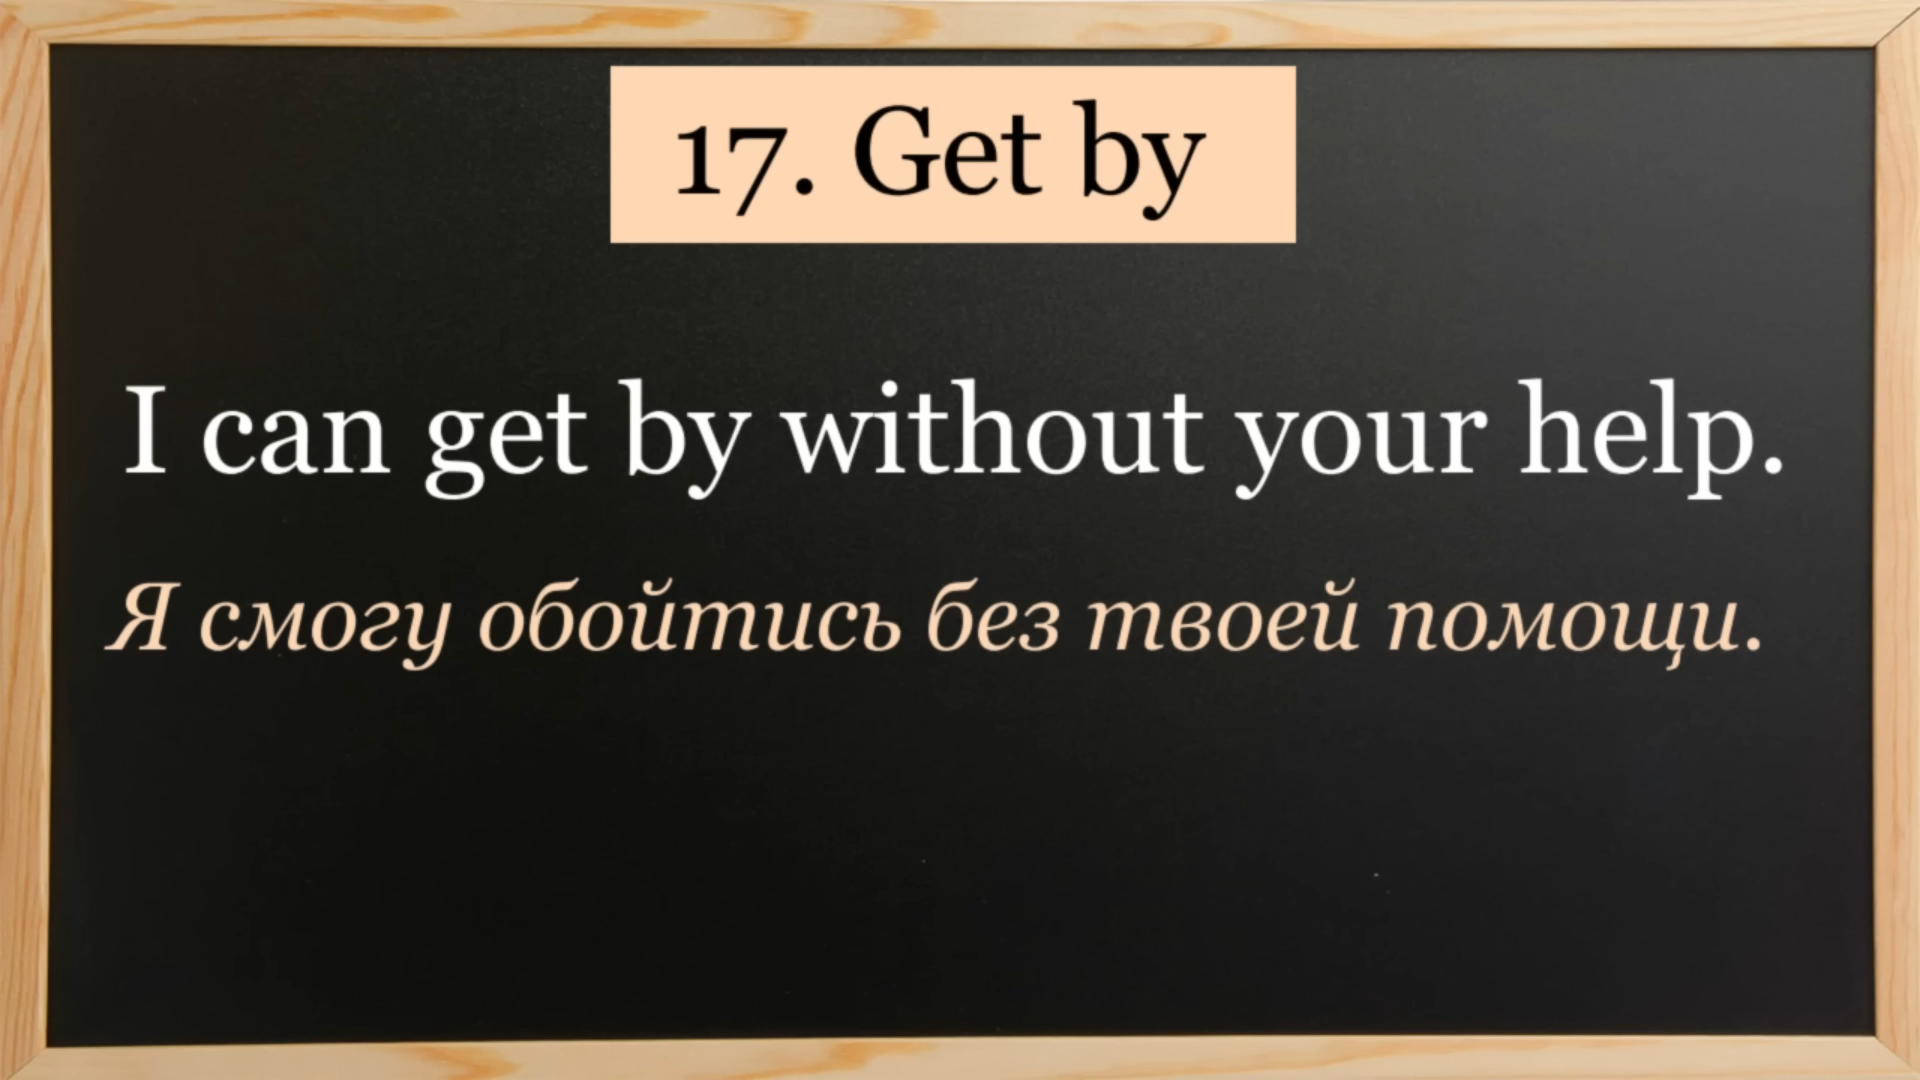 17. Get by
I can get by without your help.
Я смогу обойтись без твоей помощи.